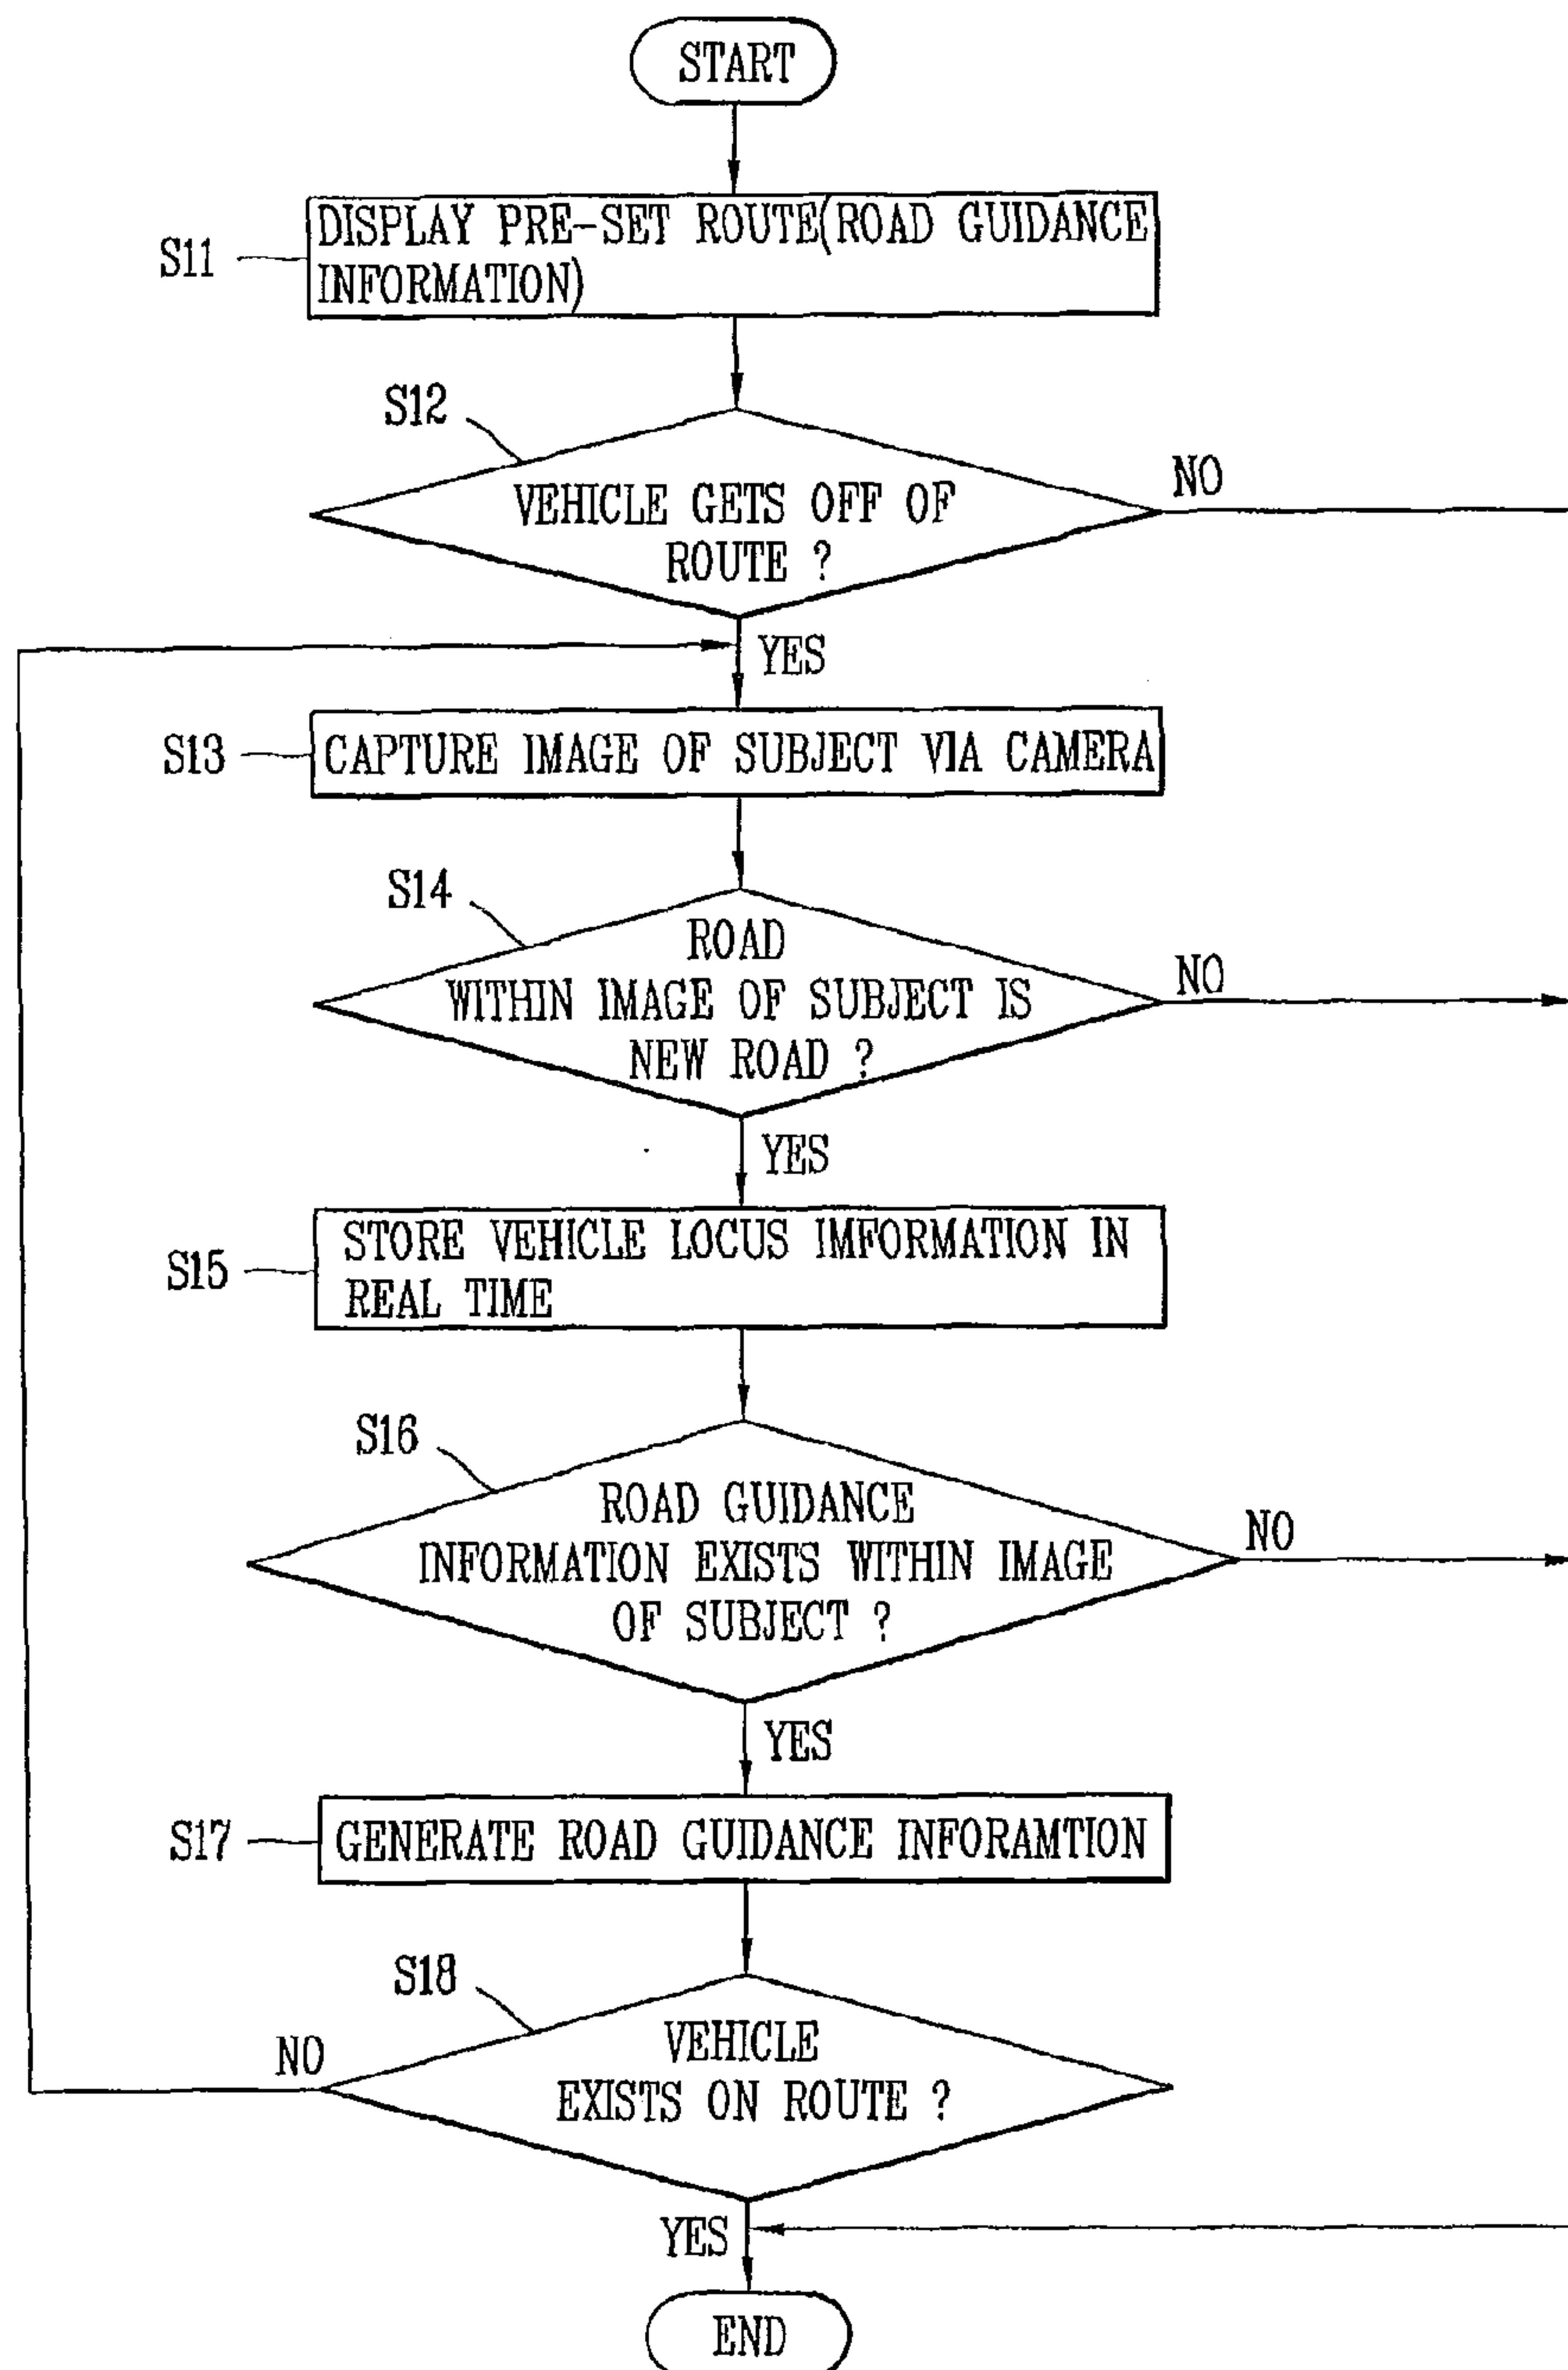 START
S11
DISPLAY PRE-SET ROUTE(ROAD GUIDANCE
INFORMATION)
S12
VEHICLE GETS OFF OF
ROUTE ?
NO
YES
S13
CAPTURE IMAGE OF SUBJECT VIA CAMERA
S14
ROAD
WITHIN IMAGE OF SUBJECT IS
NEW ROAD ?
NO
YES
S15
STORE VEHICLE LOCUS IMFORMATION IN
REAL TIME
S16
ROAD GUIDANCE
INFORMATION EXISTS WITHIN IMAGE
OF SUBJECT ?
NO
YES
S17
GENERATE ROAD GUIDANCE INFORAMTION
S18
VEHICLE
EXISTS ON ROUTE ?
NO
YES
END